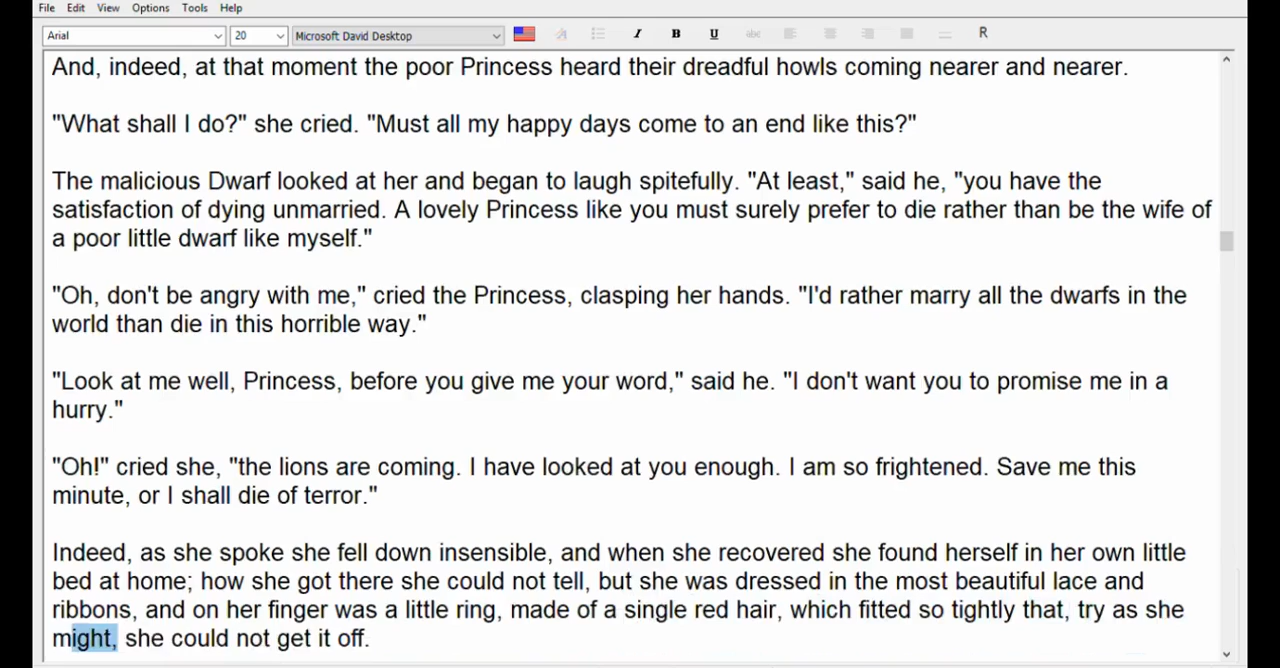 File Edit View Options Tools Help
Arial 20 Microsoft David Desktop I B U abc R
And, indeed, at that moment the poor Princess heard their dreadful howls coming nearer and nearer.
"What shall I do?" she cried. "Must all my happy days come to an end like this?"
The malicious Dwarf looked at her and began to laugh spitefully. "At least," said he, "you have the
satisfaction of dying unmarried. A lovely Princess like you must surely prefer to die rather than be the wife of
a poor little dwarf like myself."
"Oh, don't be angry with me," cried the Princess, clasping her hands. "I'd rather marry all the dwarfs in the
world than die in this horrible way."
"Look at me well, Princess, before you give me your word," said he. "I don't want you to promise me in a
hurry."
"Oh!" cried she, "the lions are coming. I have looked at you enough. I am so frightened. Save me this
minute, or I shall die of terror."
Indeed, as she spoke she fell down insensible, and when she recovered she found herself in her own little
bed at home; how she got there she could not tell, but she was dressed in the most beautiful lace and
ribbons, and on her finger was a little ring, made of a single red hair, which fitted so tightly that, try as she
might, she could not get it off.